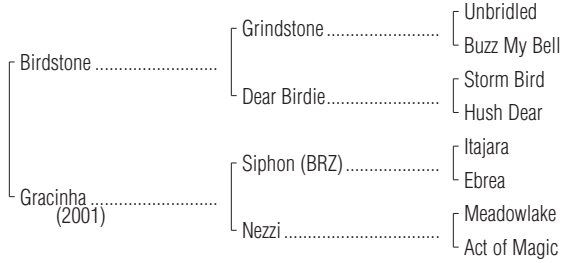 Unbridled
Grindstone
Buzz My Bell
Birdstone
Storm Bird
Dear Birdie
Hush Dear
Itajara
Siphon (BRZ)
Ebrea
Gracinha
(2001)
Meadowlake
Nezzi
Act of Magic